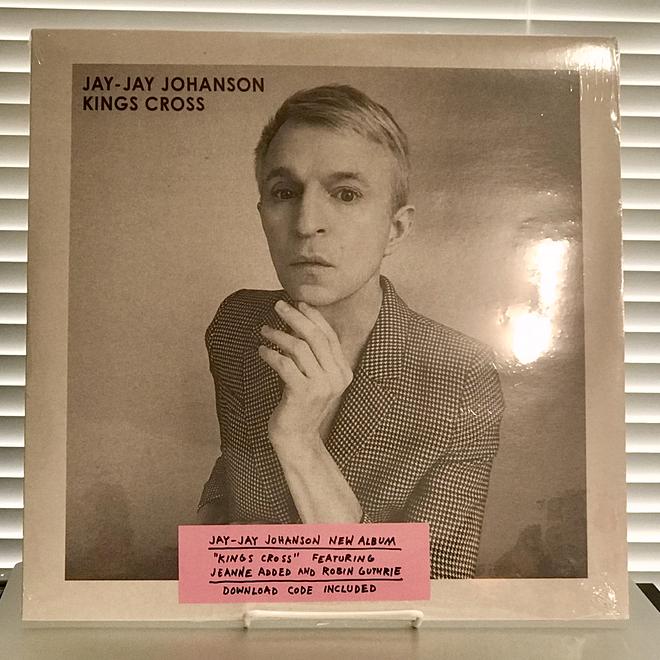 JAY-JAY JOHANSON
KINGS CROSS
JAY-JAY JOHANSON NEW ALBUM
"KINGS CROSS" FEATURING
JEANNE ADDED AND ROBIN GUTHRIE
DOWNLOAD CODE INCLUDED